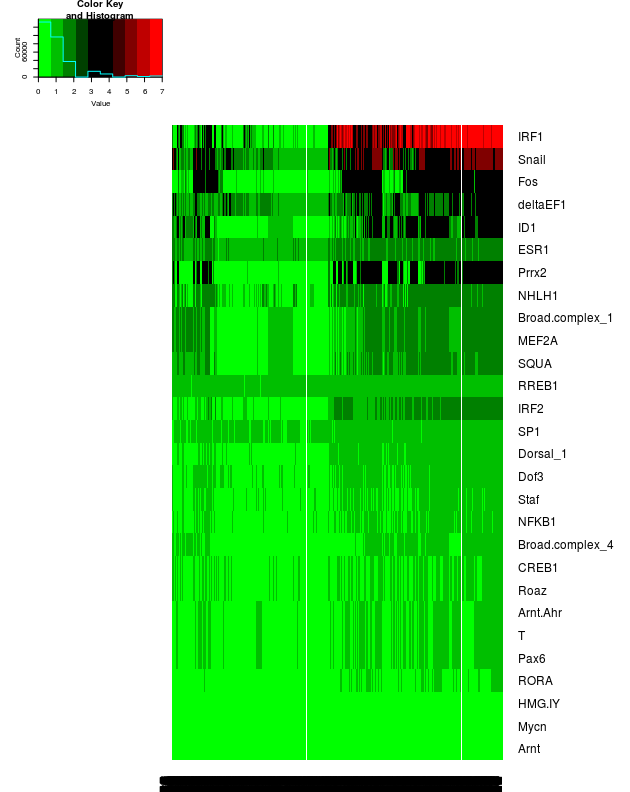 Color Key
and Histogram
Count
0
60000
0 1 2 3 4 5 6 7
Value
IRF1
Snail
Fos
deltaEF1
ID1
ESR1
Prrx2
NHLH1
Broad.complex_1
MEF2A
SQUA
RREB1
IRF2
SP1
Dorsal_1
Dof3
Staf
NFKB1
Broad.complex_4
CREB1
Roaz
Arnt.Ahr
T
Pax6
RORA
HMG.IY
Mycn
Arnt